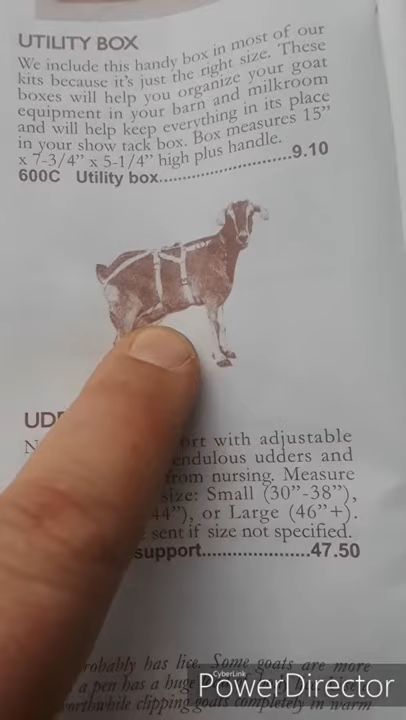 UTILITY BOX
We include this handy box in most of our
kits because it's just the right size. These
boxes will help you organize your goat
equipment in your barn and milkroom
and will help keep everything in its place
in your show tack box. Box measures 15”
x 7-3/4” x 5-1/4” high plus handle.
600C Utility box..............................9.10
with adjustable
udders and
from nursing. Measure
size: Small (30”-38”),
44”), or Large (46”+).
sent if size not specified.
support....................47.50
probably has lice. Some goats are more
a pen has a huge
worthwhile clipping goats completely in warm
CyberLink
PowerDirector